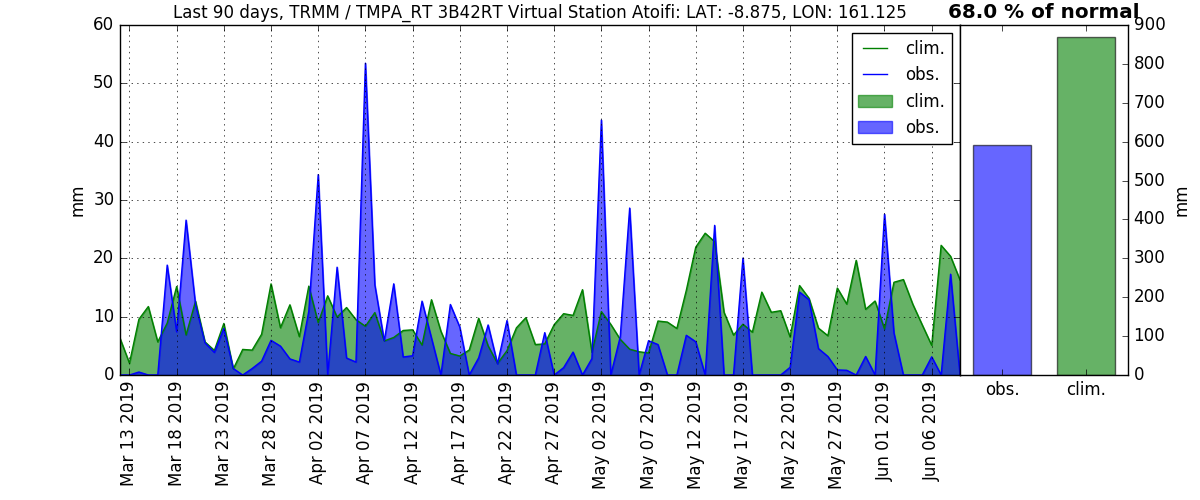 Last 90 days, TRMM / TMPA_RT 3B42RT Virtual Station Atoifi: LAT: -8.875, LON: 161.125
68.0 % of normal
60
50
40
30
20
10
0
mm
clim.
obs.
clim.
obs.
900
800
700
600
500
400
300
200
100
0
mm
Mar 13 2019
Mar 18 2019
Mar 23 2019
Mar 28 2019
Apr 02 2019
Apr 07 2019
Apr 12 2019
Apr 17 2019
Apr 22 2019
Apr 27 2019
May 02 2019
May 07 2019
May 12 2019
May 17 2019
May 22 2019
May 27 2019
Jun 01 2019
Jun 06 2019
obs.
clim.